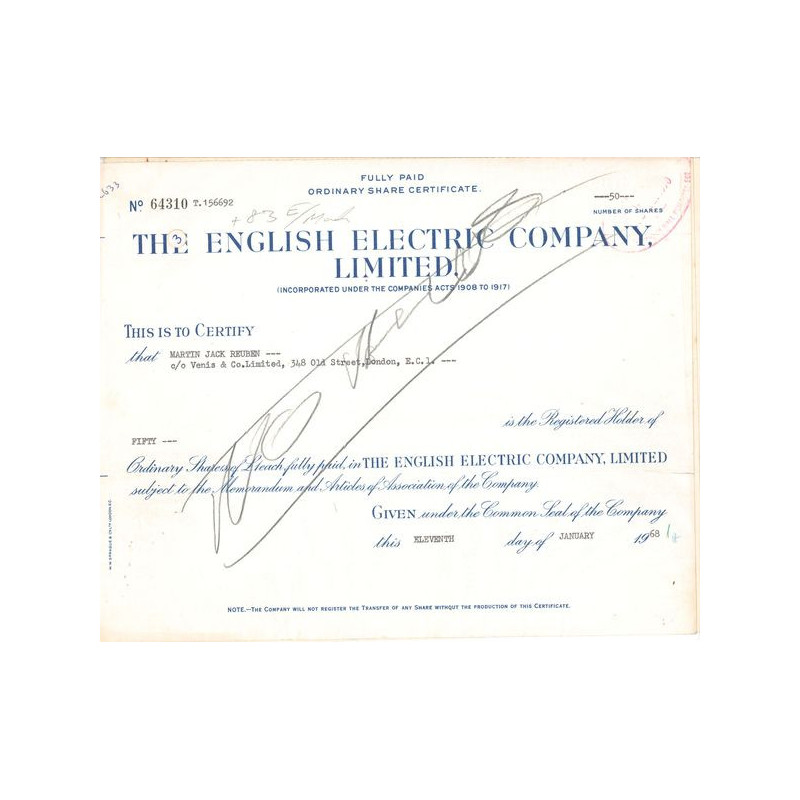 FULLY PAID
ORDINARY SHARE CERTIFICATE.
633
Nº 64310 T.156692
---50---
NUMBER OF SHARES
+83 E/
3
THE ENGLISH ELECTRIC COMPANY,
LIMITED.
(INCORPORATED UNDER THE COMPANIES ACTS 1908 TO 1917)
THIS IS TO CERTIFY
that MARTIN JACK REUBEN ---
c/o Venis & Co.Limited, 348 Old Street,London, E.C.1. ---
is the Registered Holder of
FIFTY ---
Ordinary Shares of £1 each, fully paid, in THE ENGLISH ELECTRIC COMPANY, LIMITED
subject to the Memorandum and Articles of Association of the Company.
GIVEN under the Common Seal of the Company
this ELEVENTH day of JANUARY 1968
NOTE.—THE COMPANY WILL NOT REGISTER THE TRANSFER OF ANY SHARE WITHOUT THE PRODUCTION OF THIS CERTIFICATE.